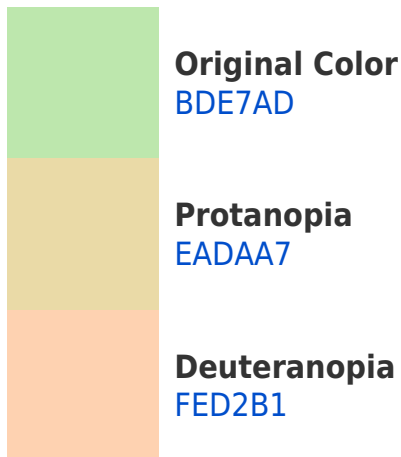 Original Color
BDE7AD
Protanopia
EADAA7
Deuteranopia
FED2B1